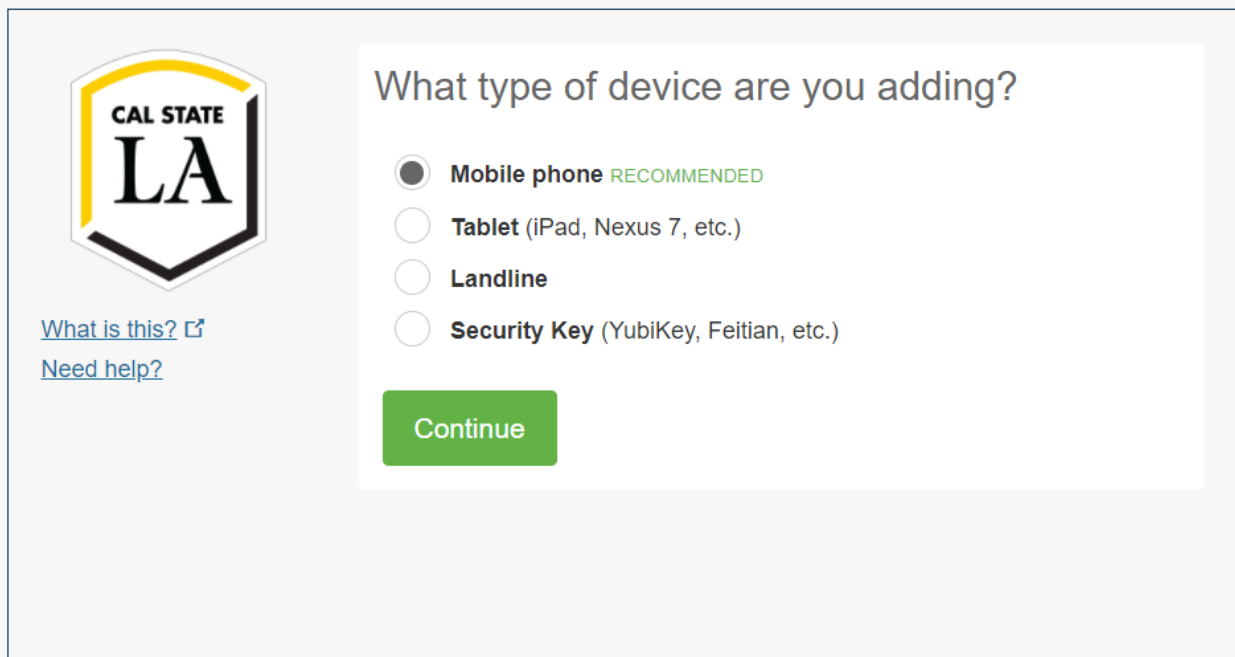 CAL STATE
LA
What is this?
Need help?
What type of device are you adding?
Mobile phone RECOMMENDED
Tablet (iPad, Nexus 7, etc.)
Landline
Security Key (YubiKey, Feitian, etc.)
Continue